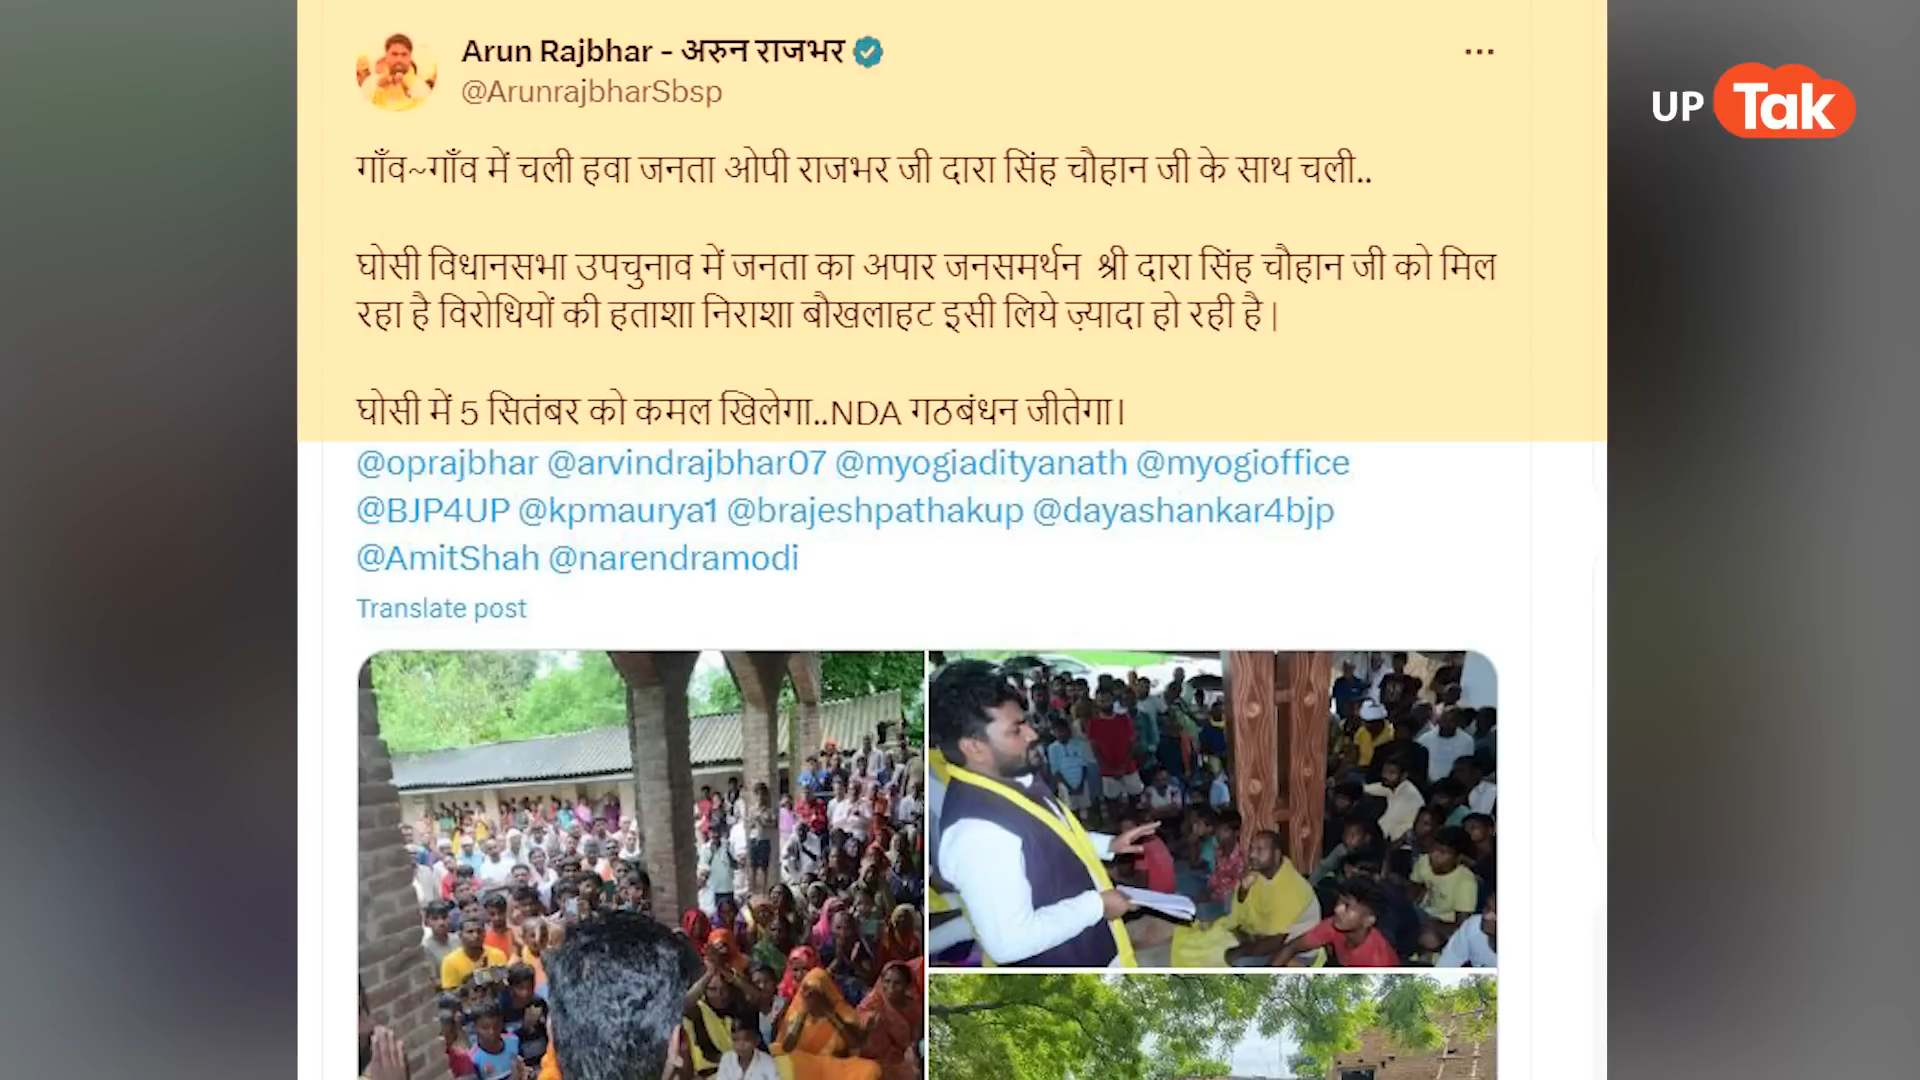 Arun Rajbhar - अरुन राजभर
@ArunrajbharSbsp
UP Tak
गाँव~गाँव में चली हवा जनता ओपी राजभर जी दारा सिंह चौहान जी के साथ चली..
घोसी विधानसभा उपचुनाव में जनता का अपार जनसमर्थन श्री दारा सिंह चौहान जी को मिल
रहा है विरोधियों की हताशा निराशा बौखलाहट इसी लिये ज़्यादा हो रही है|
घोसी में 5 सितंबर को कमल खिलेगा..NDA गठबंधन जीतेगा।
@oprajbhar @arvindrajbhar07 @myogiadityanath @myogioffice
@BJP4UP @kpmaurya1 @brajeshpathakup @dayashankar4bjp
@AmitShah @narendramodi
Translate post